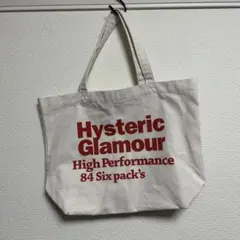 Hysteric
Glamour
High Performance
84 Six pack's